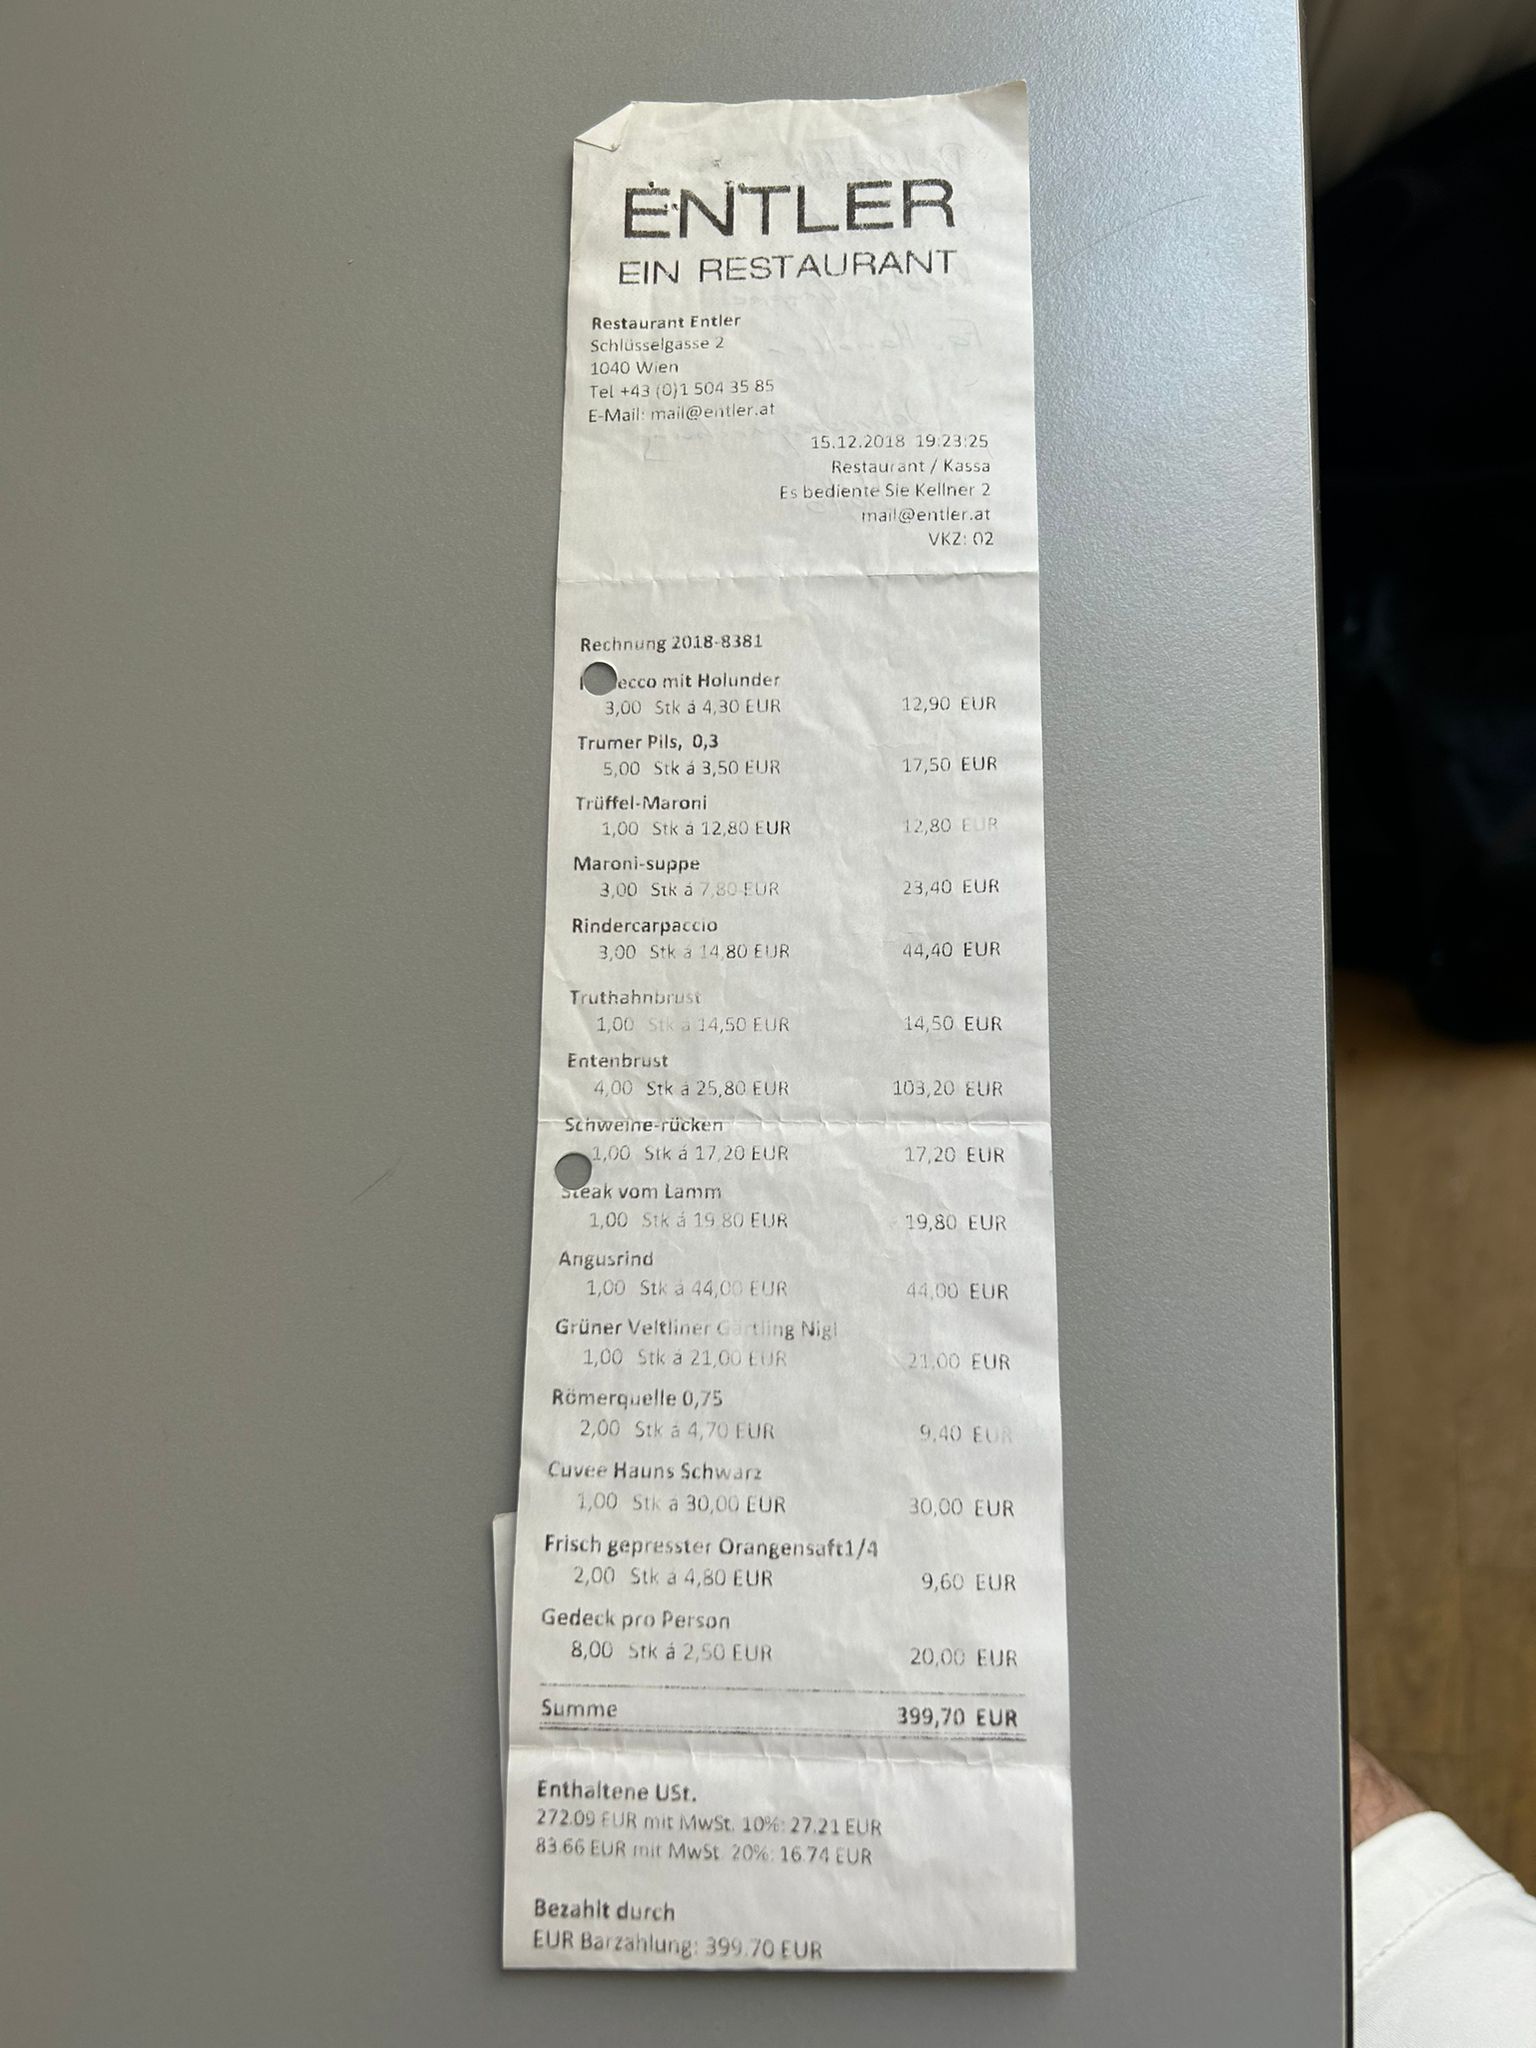 ENTLER
EIN RESTAURANT
Restaurant Entler
Schlüsselgasse 2
1040 Wien
Tel +43 (0)1 504 35 85
E-Mail: mail@entler.at
15.12.2018 19:23:25
Restaurant / Kassa
Es bediente Sie Kellner 2
mail@entler.at
VKZ: 02
Rechnung 2018-8381
mit Holunder
3,00 Stk á 4,30 EUR 12,90 EUR
Trumer Pils, 0,3
5,00 Stk á 3,50 EUR 17,50 EUR
Trüffel-Maroni
1,00 Stk á 12,80 EUR 12,80 EUR
Maroni-suppe
3,00 Stk á 7,80 EUR 23,40 EUR
Rindercarpaccio
3,00 Stk á 14,80 EUR 44,40 EUR
Truthahnbrust
1,00 Stk á 14,50 EUR 14,50 EUR
Entenbrust
4,00 Stk á 25,80 EUR 103,20 EUR
Schweine-rücken
1,00 Stk á 17,20 EUR 17,20 EUR
Steak vom Lamm
1,00 Stk á 19,80 EUR 19,80 EUR
Angusrind
1,00 Stk á 44,00 EUR 44,00 EUR
Grüner Veltliner Gärtling Nigl
1,00 Stk á 21,00 EUR 21,00 EUR
Römerquelle 0,75
2,00 Stk á 4,70 EUR 9,40 EUR
Cuvee Hauns Schwarz
1,00 Stk á 30,00 EUR 30,00 EUR
Frisch gepresster Orangensaft1/4
2,00 Stk á 4,80 EUR 9,60 EUR
Gedeck pro Person
8,00 Stk á 2,50 EUR 20,00 EUR
Summe 399,70 EUR
Enthaltene USt.
272.09 EUR mit MwSt. 10%: 27.21 EUR
83.66 EUR mit MwSt. 20%: 16.74 EUR
Bezahlt durch
EUR Barzahlung: 399.70 EUR